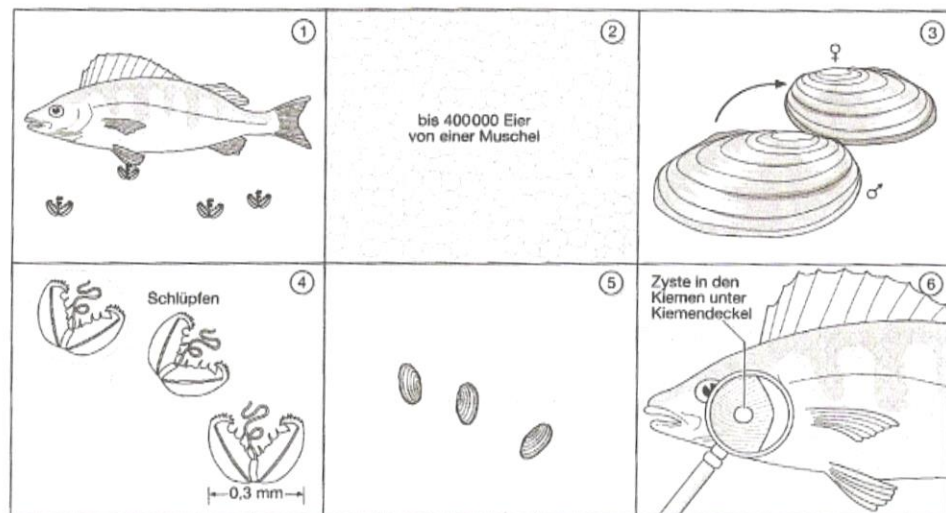 1
2
bis 400000 Eier
von einer Muschel
3
♀
♂
4
Schlüpfen
0,3 mm
5
6
Zyste in den
Kiemen unter
Kiemendeckel